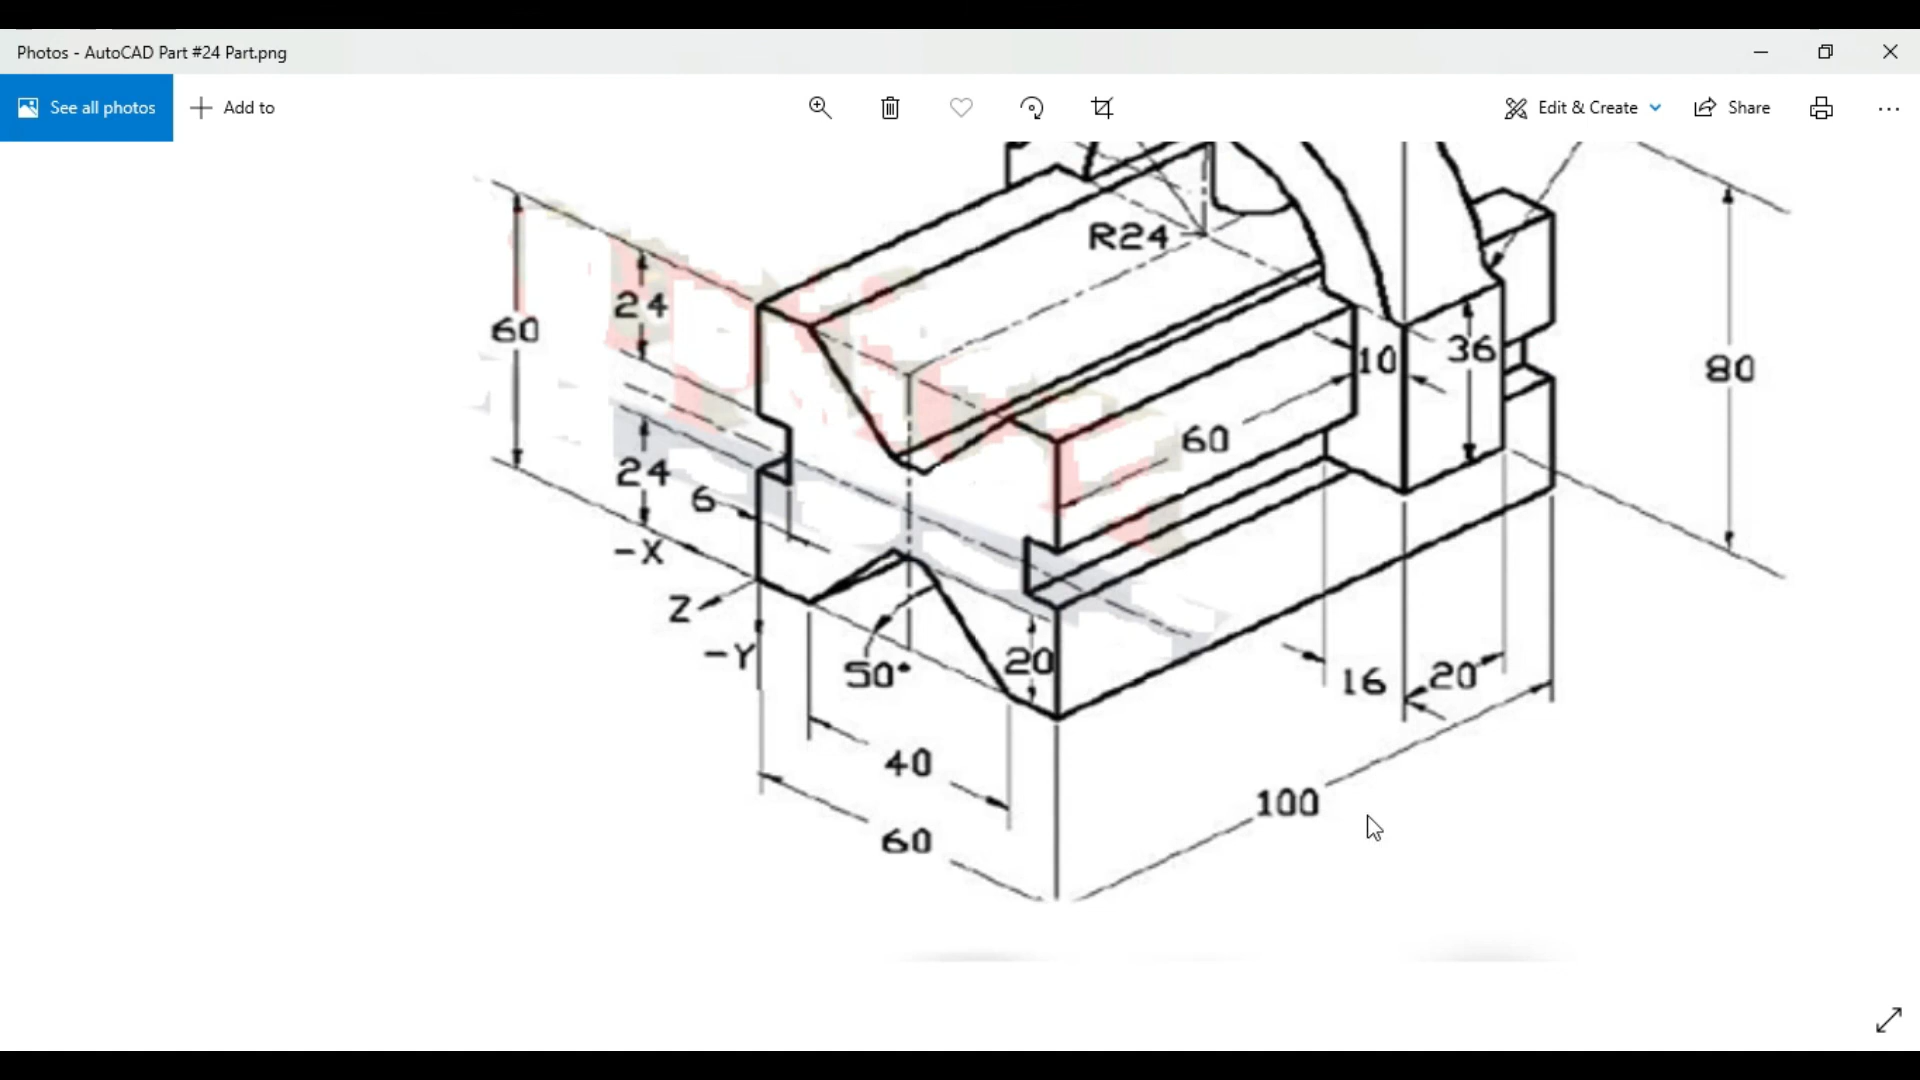 Photos - AutoCAD Part #24 Part.png
See all photos
Add to
Edit & Create
Share
R24
24
60
10
36
80
60
24
6
-X
Z
-Y
50°
20
16
20
40
100
60